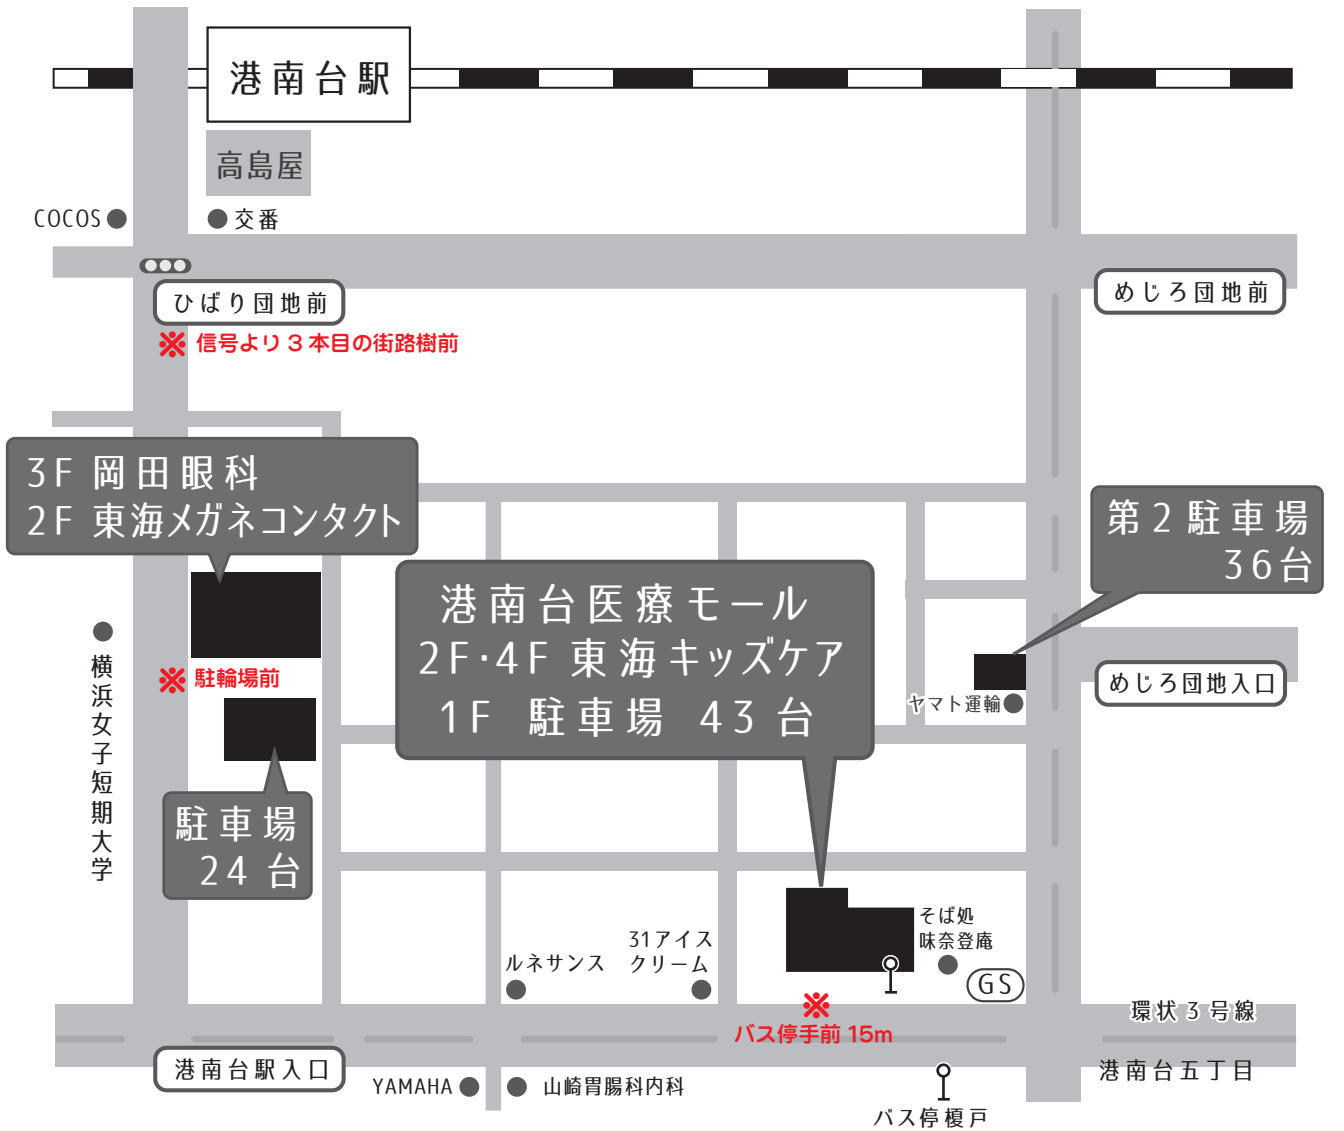 港南台駅
高島屋
COCOS
交番
ひばり団地前
めじろ団地前
※ 信号より3本目の街路樹前
3F 岡田眼科
2F 東海メガネコンタクト
第2駐車場
36台
港南台医療モール
2F・4F 東海キッズケア
1F 駐車場 43台
横浜女子短期大学
※ 駐輪場前
めじろ団地入口
ヤマト運輸
駐車場
24台
そば処
味奈登庵
31アイス
クリーム
ルネサンス
GS
※
バス停手前 15m
環状3号線
港南台駅入口
港南台五丁目
YAMAHA
山崎胃腸科内科
バス停榎戸